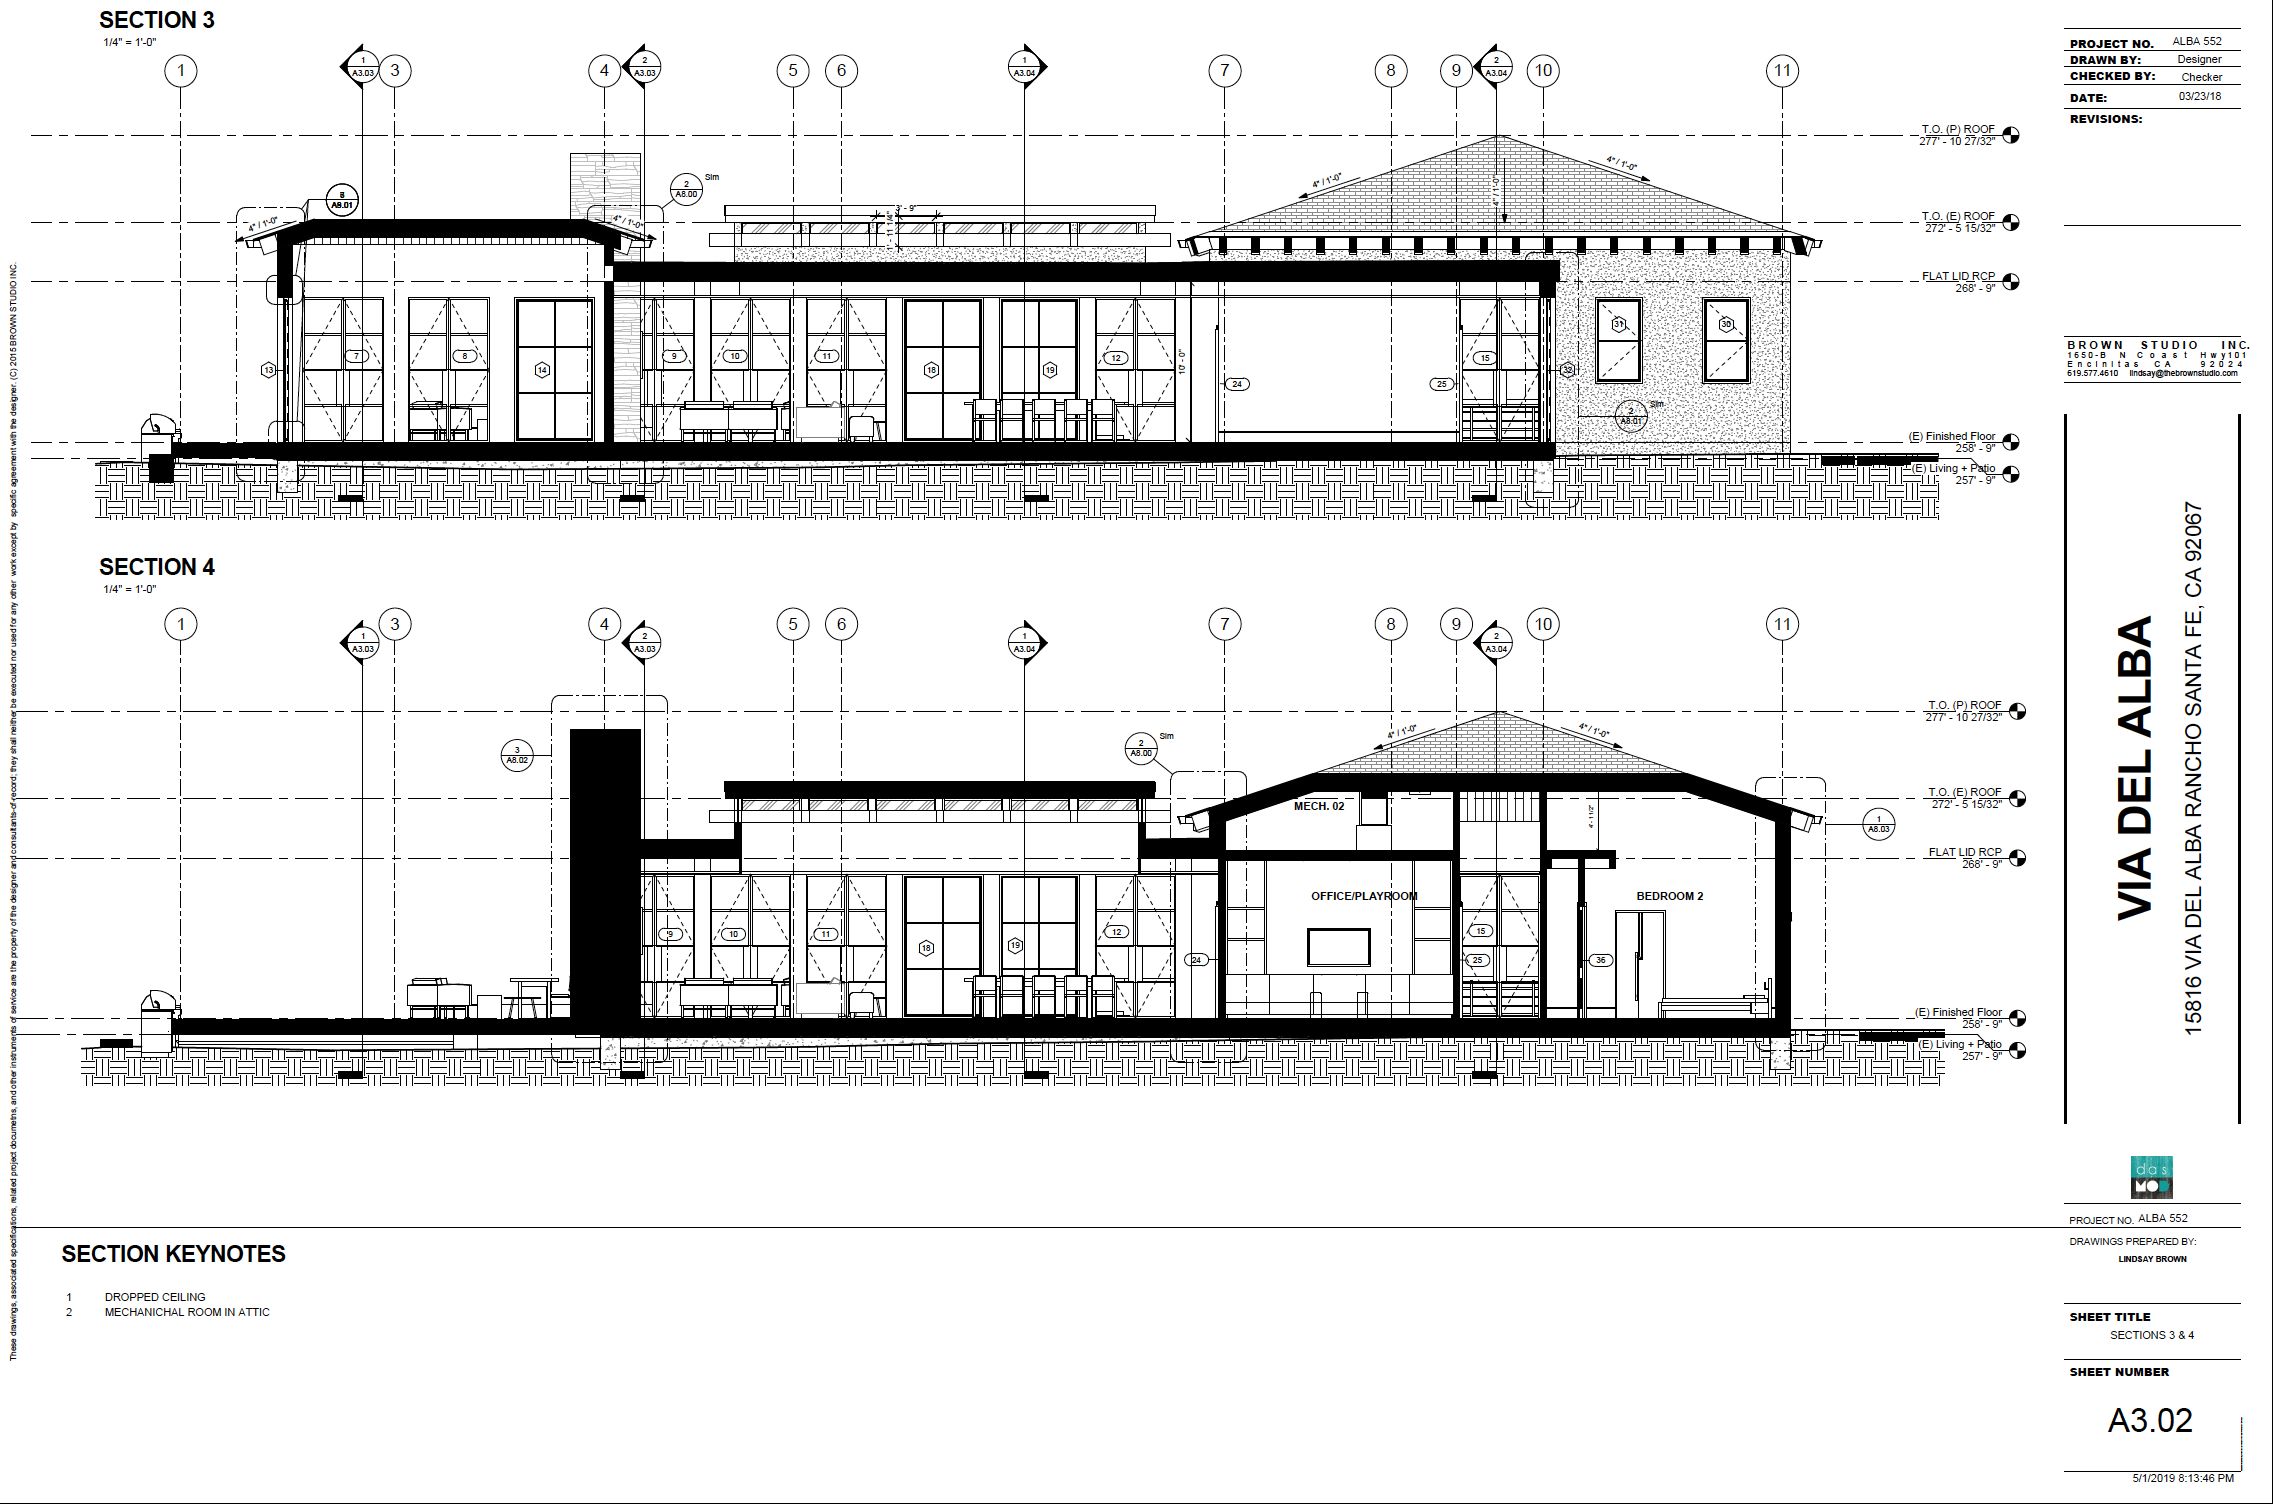 SECTION 3
1/4" = 1'-0"
1
1
A3.03
3
4
2
A3.03
5
6
1
A3.04
7
8
9
2
A3.04
10
11
T.O. (P) ROOF
277' - 10 27/32"
T.O. (E) ROOF
272' - 5 15/32"
FLAT LID RCP
268' - 9"
(E) Finished Floor
258' - 9"
(E) Living + Patio
257' - 9"
A8.01
4" / 1'-0"
4" / 1'-0"
2
A8.00
Sim
3' - 9"
1' - 11 1/4"
4" / 1'-0"
4" / 1'-0"
4" / 1'-0"
13
7
8
14
9
10
11
18
19
12
10' - 0"
24
25
15
32
31
30
2
A8.01
Sim
SECTION 4
1/4" = 1'-0"
1
1
A3.03
3
4
2
A3.03
5
6
1
A3.04
7
8
9
2
A3.04
10
11
T.O. (P) ROOF
277' - 10 27/32"
T.O. (E) ROOF
272' - 5 15/32"
FLAT LID RCP
268' - 9"
(E) Finished Floor
258' - 9"
(E) Living + Patio
257' - 9"
3
A8.02
2
A8.00
Sim
4" / 1'-0"
4" / 1'-0"
MECH. 02
4' - 1 1/2"
1
A8.03
OFFICE/PLAYROOM
BEDROOM 2
9
10
11
18
19
12
24
15
25
36
SECTION KEYNOTES
1 DROPPED CEILING
2 MECHANICHAL ROOM IN ATTIC
These drawings, associated specifications, related project documetns, and other instruments of service are the property of the designer and consultants of record; they shall neither be executed nor used for any other work except by specific agreement with the designer. (C) 2015 BROWN STUDIO INC.
PROJECT NO. ALBA 552
DRAWN BY: Designer
CHECKED BY: Checker
DATE: 03/23/18
REVISIONS:
BROWN STUDIO INC.
1650-B N Coast Hwy101
Encinitas CA 92024
619.577.4610 lindsay@thebrownstudio.com
VIA DEL ALBA
15816 VIA DEL ALBA RANCHO SANTA FE, CA 92067
das
MOD
PROJECT NO. ALBA 552
DRAWINGS PREPARED BY:
LINDSAY BROWN
SHEET TITLE
SECTIONS 3 & 4
SHEET NUMBER
A3.02
5/1/2019 8:13:46 PM